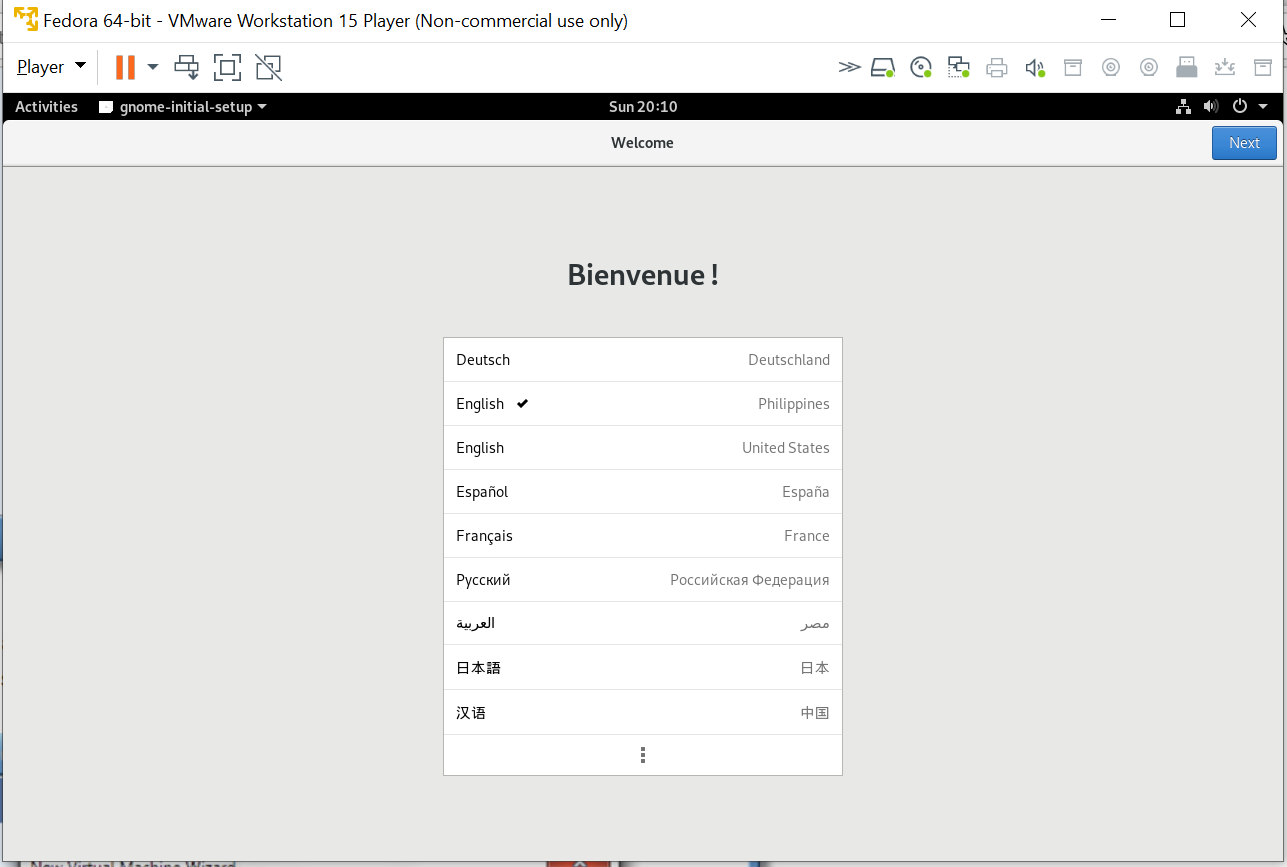 Fedora 64-bit - VMware Workstation 15 Player (Non-commercial use only)
Player
Activities gnome-initial-setup Sun 20:10
Welcome Next
Bienvenue !
Deutsch Deutschland
English Philippines
English United States
Español España
Français France
Русский Российская Федерация
العربية مصر
日本語 日本
汉语 中国
New Virtual Machine Wizard